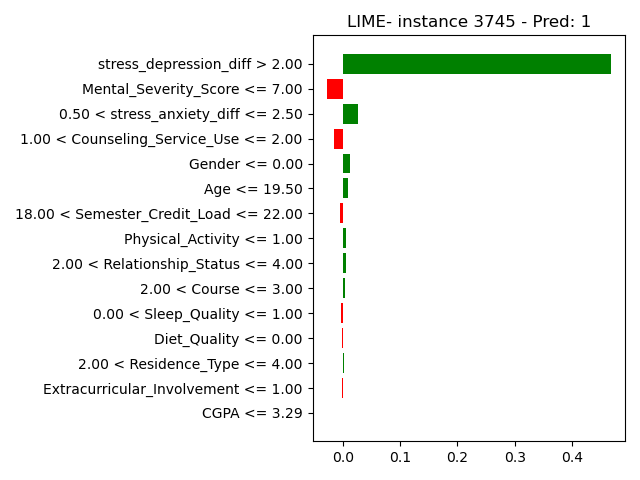 LIME- instance 3745 - Pred: 1
stress_depression_diff > 2.00
Mental_Severity_Score <= 7.00
0.50 < stress_anxiety_diff <= 2.50
1.00 < Counseling_Service_Use <= 2.00
Gender <= 0.00
Age <= 19.50
18.00 < Semester_Credit_Load <= 22.00
Physical_Activity <= 1.00
2.00 < Relationship_Status <= 4.00
2.00 < Course <= 3.00
0.00 < Sleep_Quality <= 1.00
Diet_Quality <= 0.00
2.00 < Residence_Type <= 4.00
Extracurricular_Involvement <= 1.00
CGPA <= 3.29
0.0 0.1 0.2 0.3 0.4